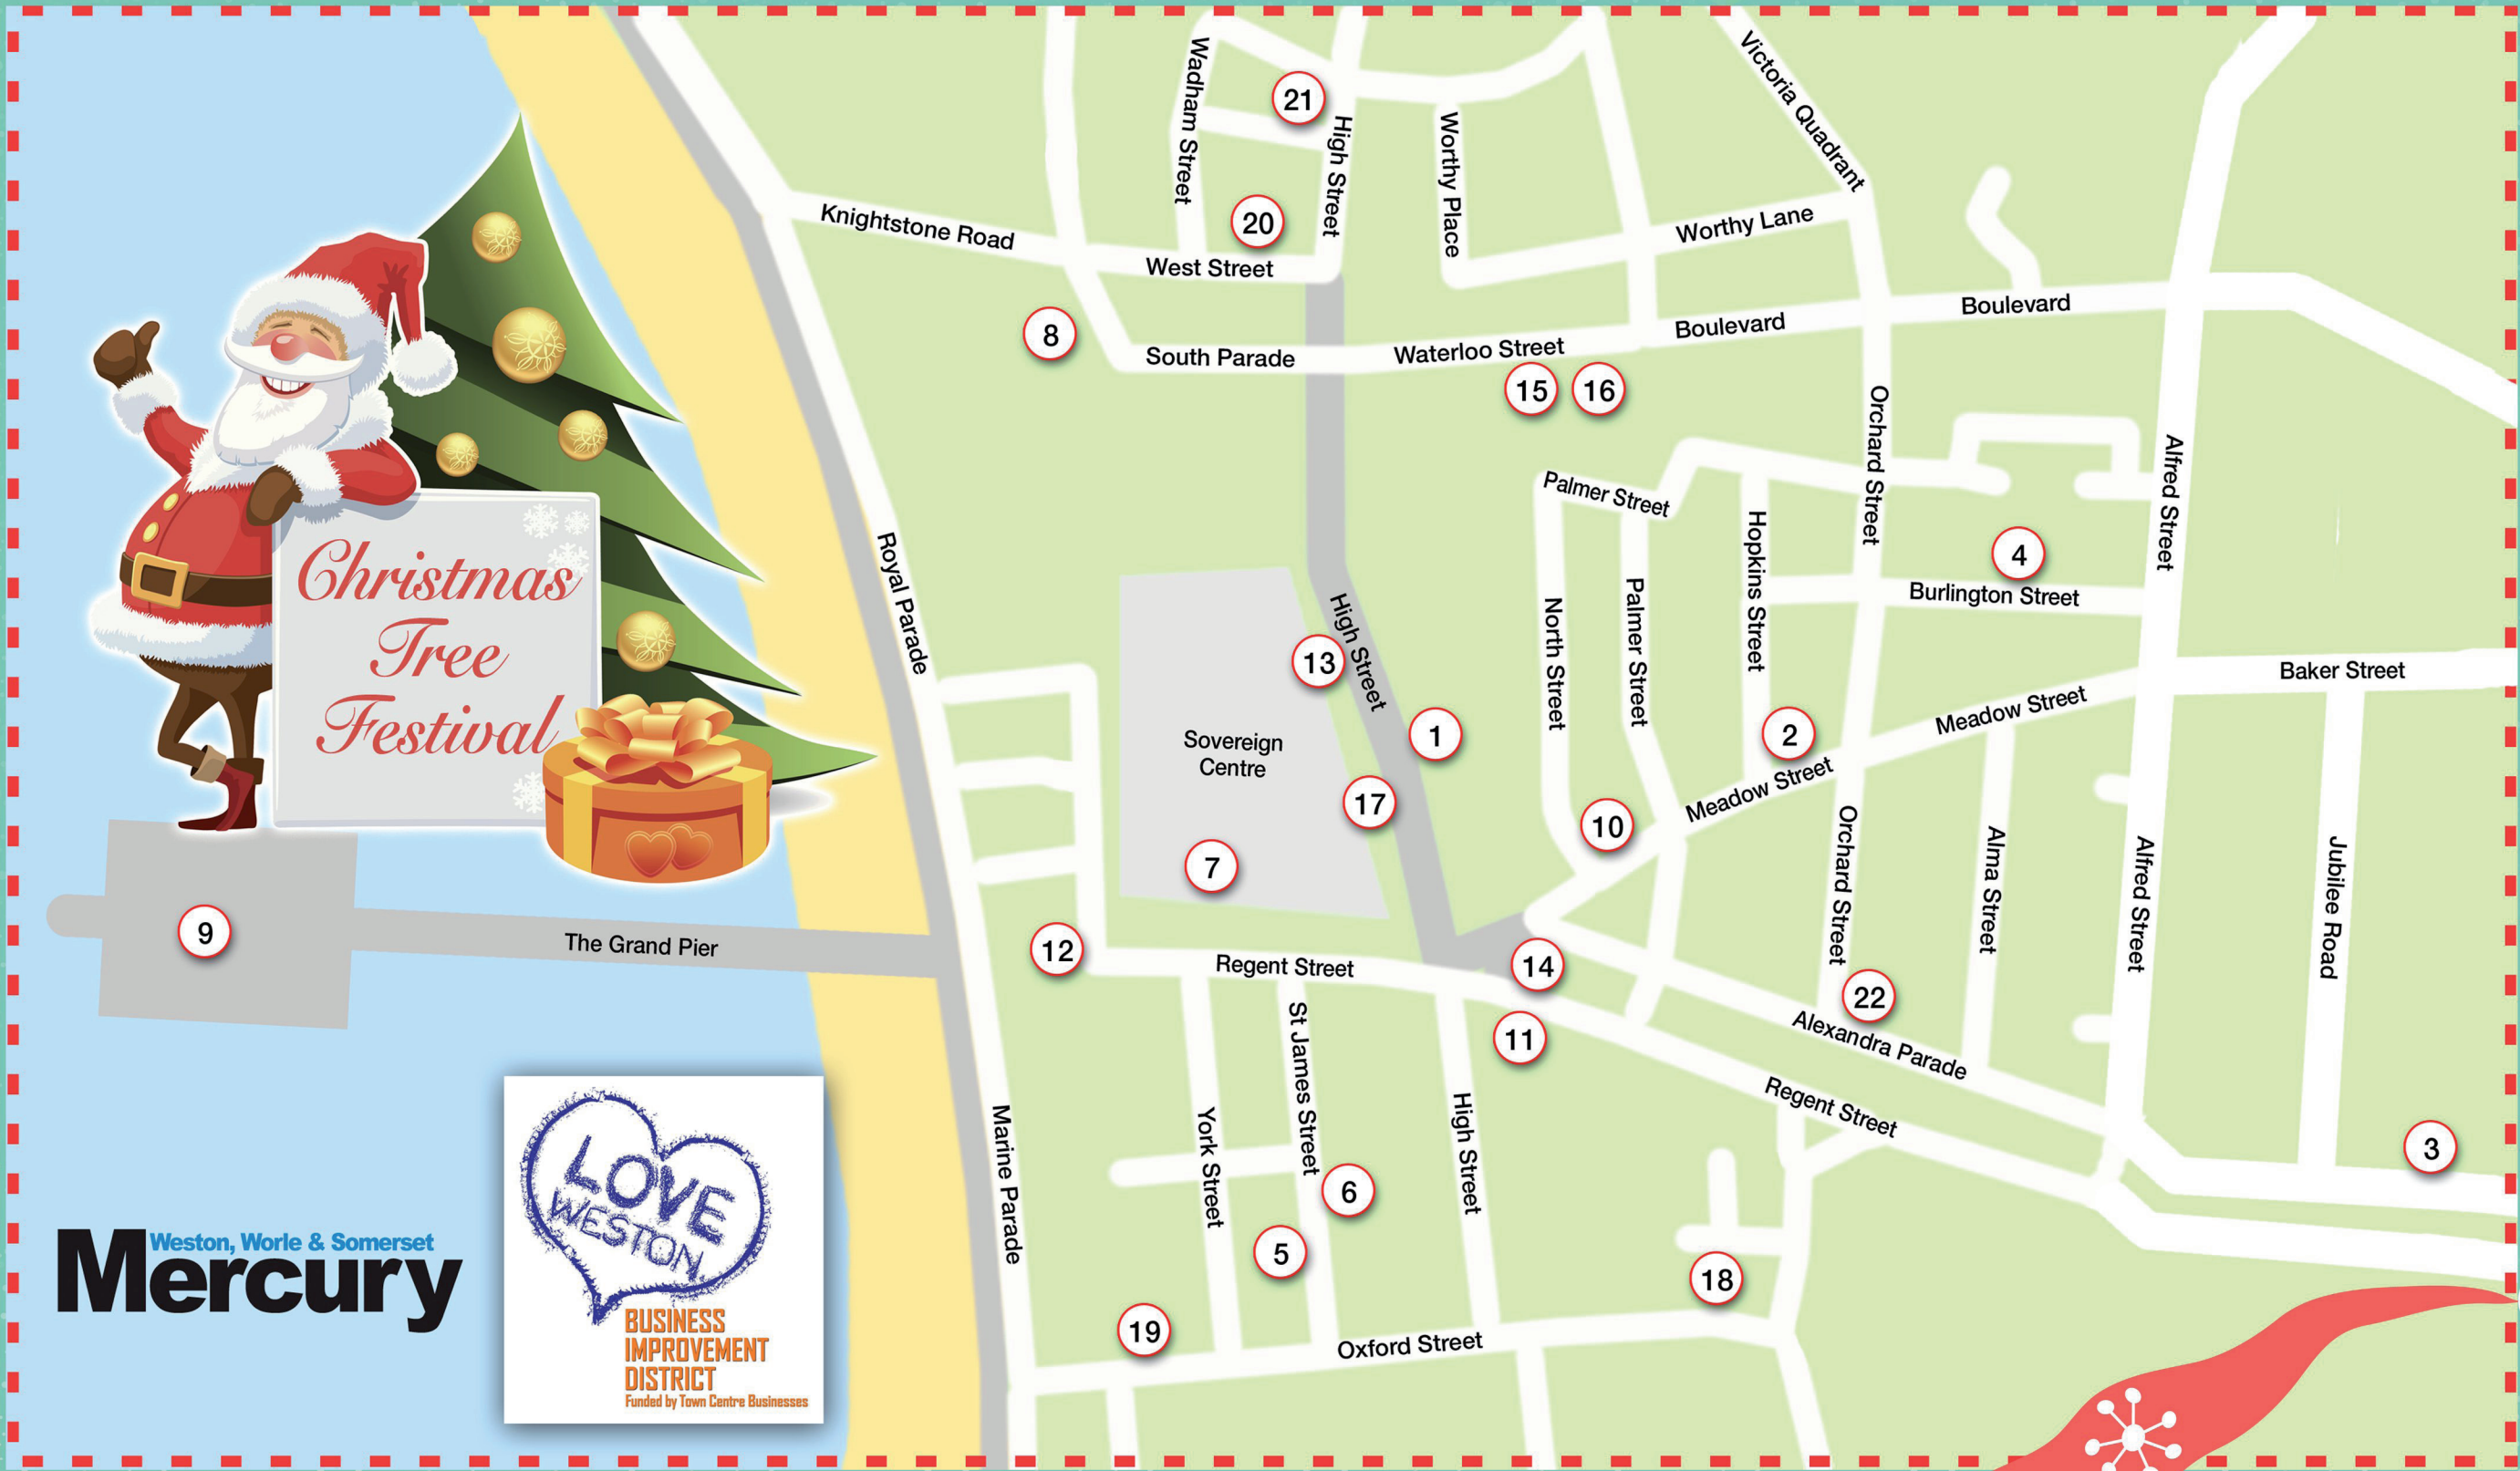 Wadham Street
21
High Street
Worthy Place
Victoria Quadrant
Knightstone Road
20
Worthy Lane
West Street
8
South Parade
Waterloo Street
Boulevard
Boulevard
15
16
Orchard Street
Alfred Street
Palmer Street
Hopkins Street
4
Burlington Street
Royal Parade
High Street
13
North Street
Palmer Street
Baker Street
Meadow Street
Sovereign
Centre
1
2
Meadow Street
17
10
7
Orchard Street
Alma Street
Alfred Street
Jubilee Road
Christmas
Tree
Festival
9
The Grand Pier
12
Regent Street
14
22
11
Alexandra Parade
Regent Street
St James Street
York Street
High Street
Marine Parade
3
6
5
18
19
Oxford Street
Weston, Worle & Somerset
Mercury
LOVE
WESTON
BUSINESS
IMPROVEMENT
DISTRICT
Funded by Town Centre Businesses